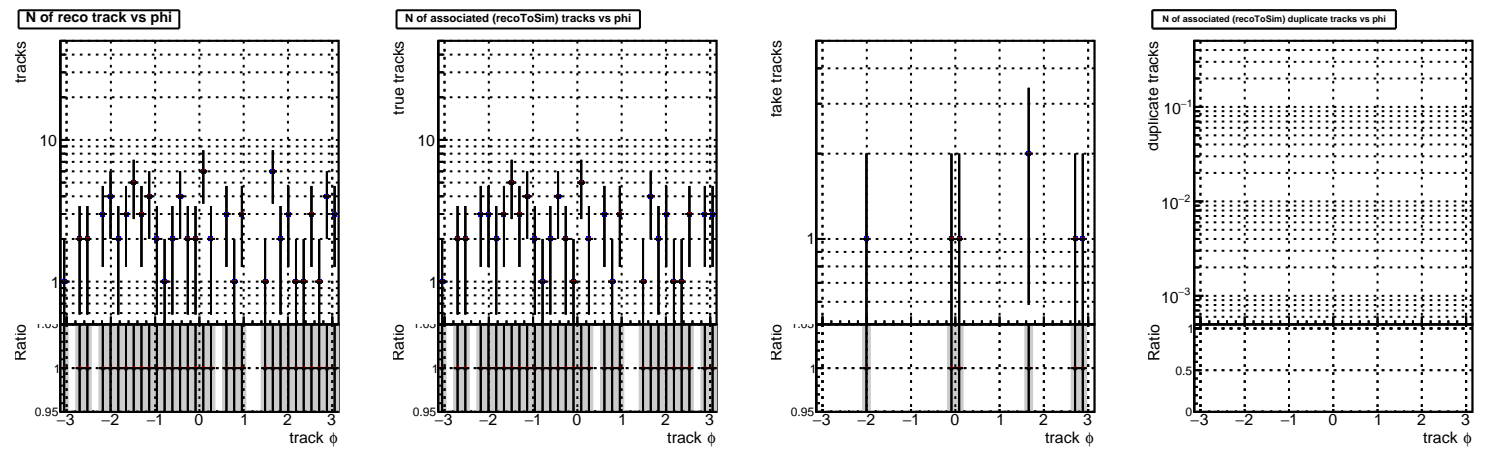 N of reco track vs phi
tracks
10
1
Ratio
1.05
1
0.95
−3 −2 −1 0 1 2 3
track ϕ
N of associated (recoToSim) tracks vs phi
true tracks
10
1
Ratio
1.05
1
0.95
−3 −2 −1 0 1 2 3
track ϕ
fake tracks
1
Ratio
1.05
1
0.95
−3 −2 −1 0 1 2 3
track ϕ
N of associated (recoToSim) duplicate tracks vs phi
duplicate tracks
10−1
10−2
10−3
Ratio
1
0.5
0
−3 −2 −1 0 1 2 3
track ϕ